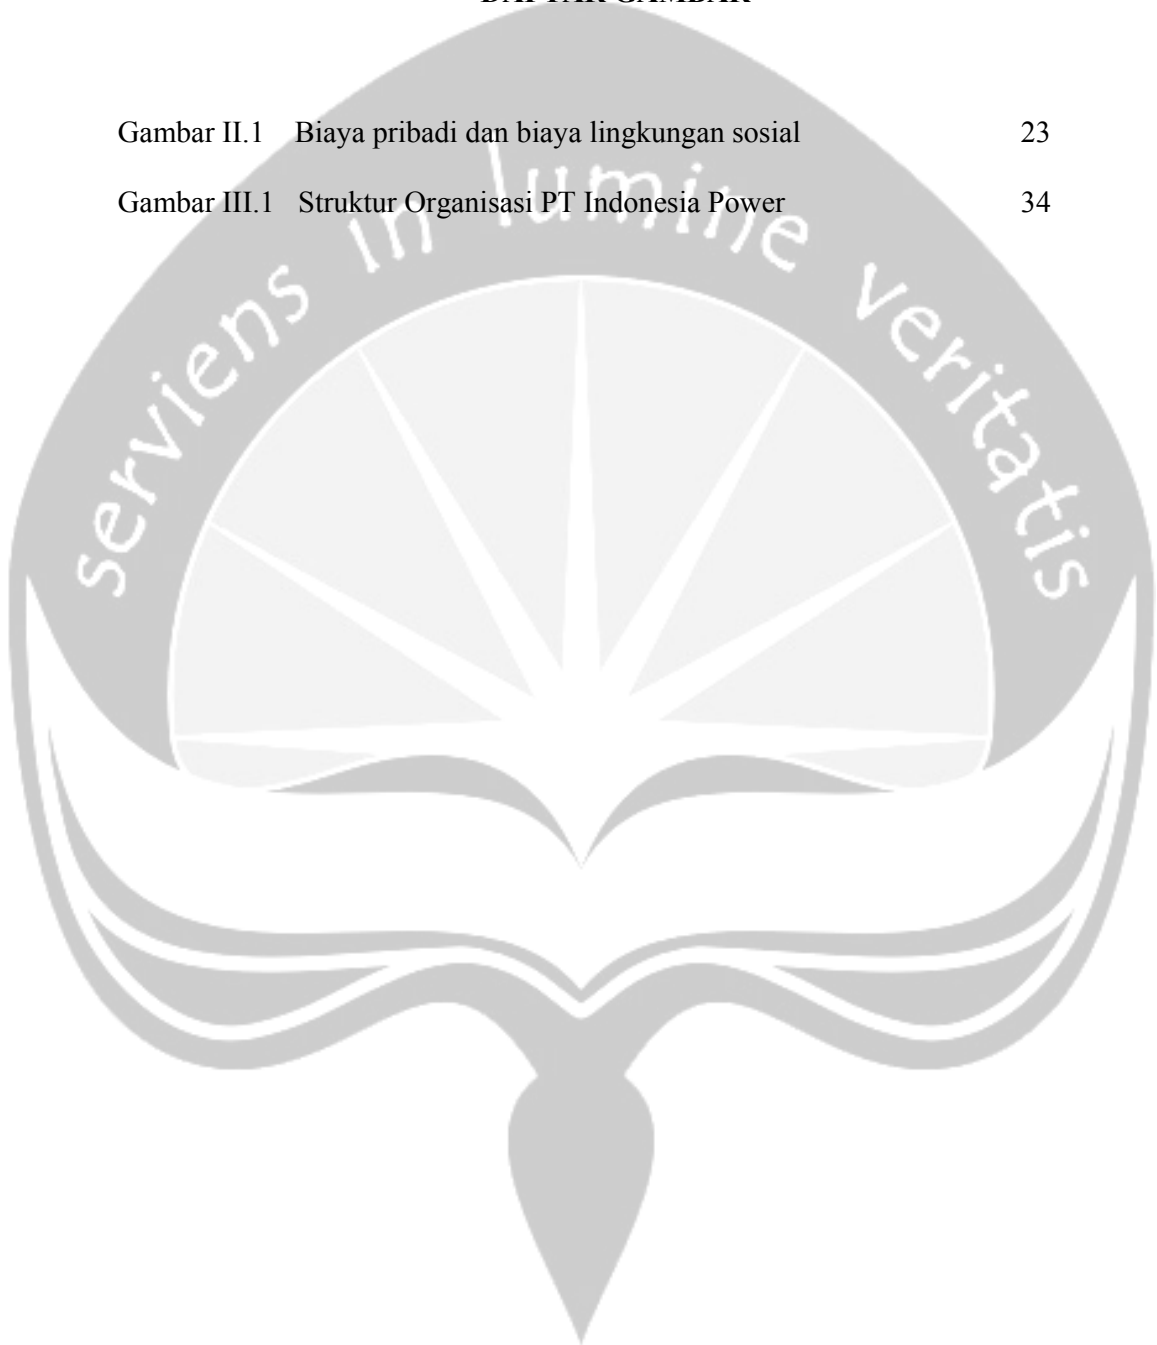 DAFTAR GAMBAR
Gambar II.1 Biaya pribadi dan biaya lingkungan sosial 23
Gambar III.1 Struktur Organisasi PT Indonesia Power 34
serviens in lumine veritatis